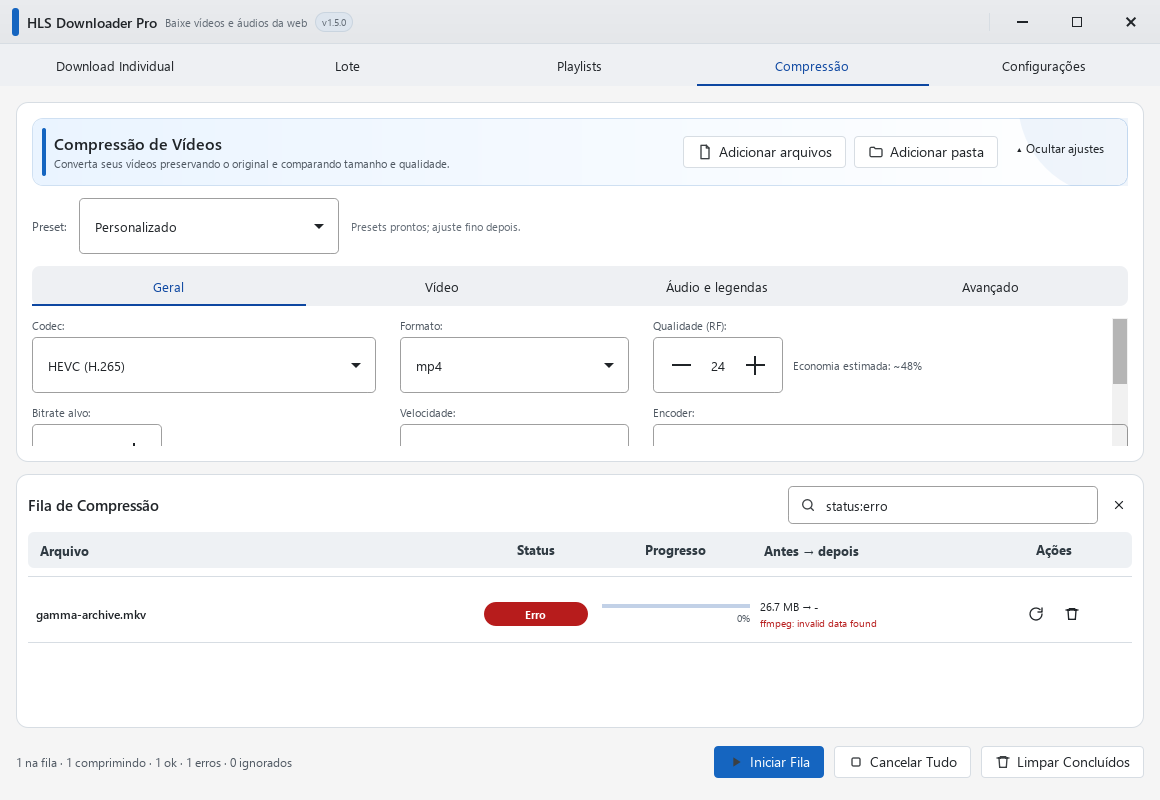 HLS Downloader Pro Baixe vídeos e áudios da web v1.5.0
Download Individual Lote Playlists Compressão Configurações
Compressão de Vídeos
Converta seus vídeos preservando o original e comparando tamanho e qualidade.
Adicionar arquivos Adicionar pasta Ocultar ajustes
Preset: Personalizado Presets prontos; ajuste fino depois.
Geral Vídeo Áudio e legendas Avançado
Codec: Formato: Qualidade (RF):
HEVC (H.265) mp4 24 Economia estimada: ~48%
Bitrate alvo: Velocidade: Encoder:
Fila de Compressão status:erro
Arquivo Status Progresso Antes → depois Ações
gamma-archive.mkv Erro 0% 26.7 MB → -
ffmpeg: invalid data found
1 na fila · 1 comprimindo · 1 ok · 1 erros · 0 ignorados Iniciar Fila Cancelar Tudo Limpar Concluídos